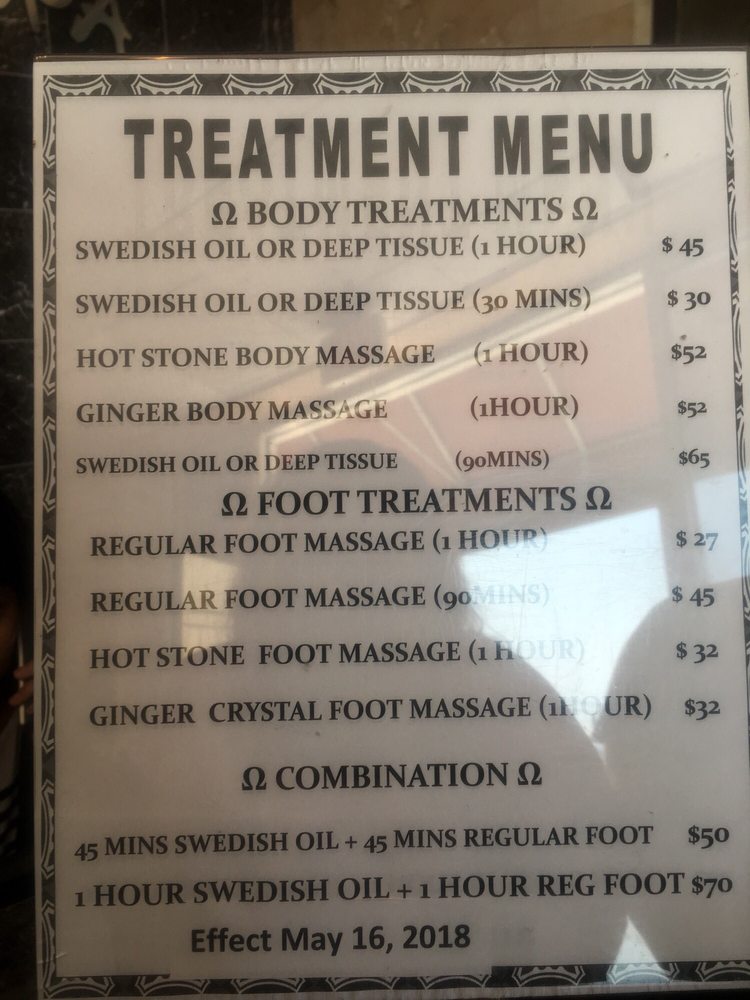 TREATMENT MENU
Ω BODY TREATMENTS Ω
SWEDISH OIL OR DEEP TISSUE (1 HOUR) $ 45
SWEDISH OIL OR DEEP TISSUE (30 MINS) $ 30
HOT STONE BODY MASSAGE (1 HOUR) $52
GINGER BODY MASSAGE (1HOUR) $52
SWEDISH OIL OR DEEP TISSUE (90MINS) $65
Ω FOOT TREATMENTS Ω
REGULAR FOOT MASSAGE (1 HOUR) $ 27
REGULAR FOOT MASSAGE (90MINS) $ 45
HOT STONE FOOT MASSAGE (1 HOUR) $ 32
GINGER CRYSTAL FOOT MASSAGE (1HOUR) $32
Ω COMBINATION Ω
45 MINS SWEDISH OIL + 45 MINS REGULAR FOOT $50
1 HOUR SWEDISH OIL + 1 HOUR REG FOOT $70
Effect May 16, 2018